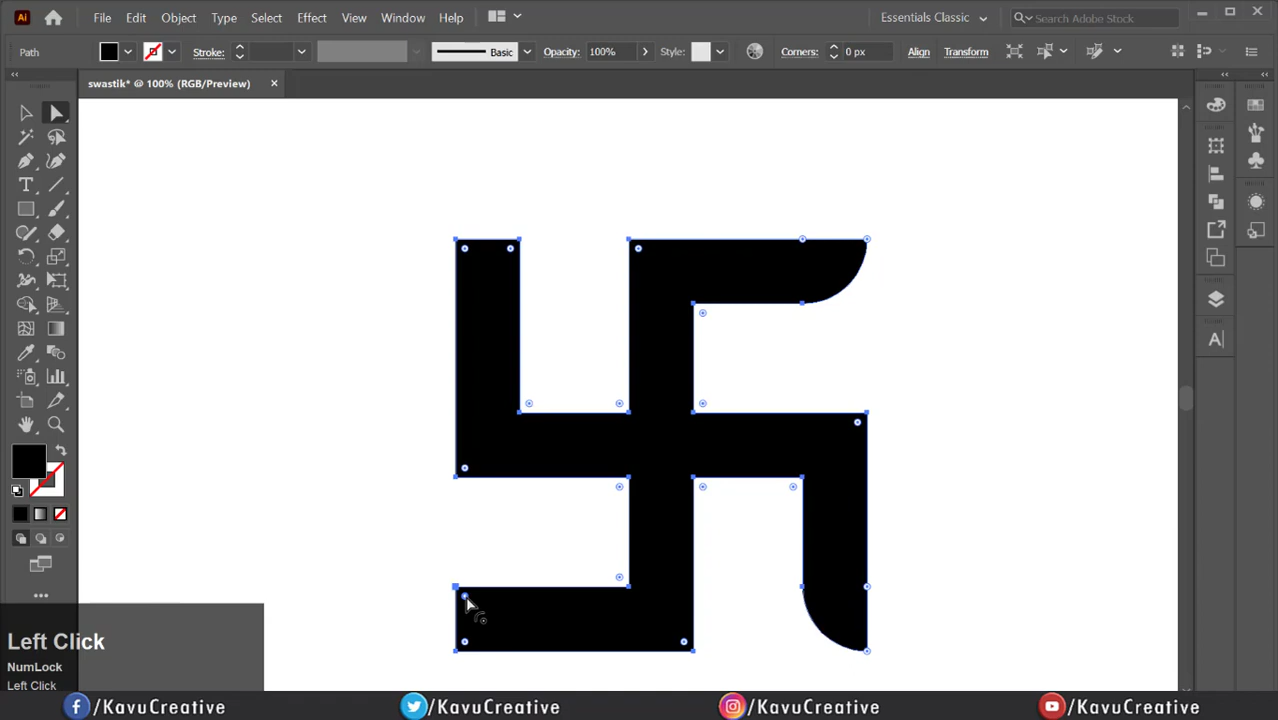 Ai File Edit Object Type Select Effect View Window Help Essentials Classic Search Adobe Stock
Path Stroke: Basic Opacity: 100% Style: Corners: 0 px Align Transform
swastik* @ 100% (RGB/Preview)
Left Click
NumLock
Left Click
/KavuCreative /KavuCreative /KavuCreative /KavuCreative